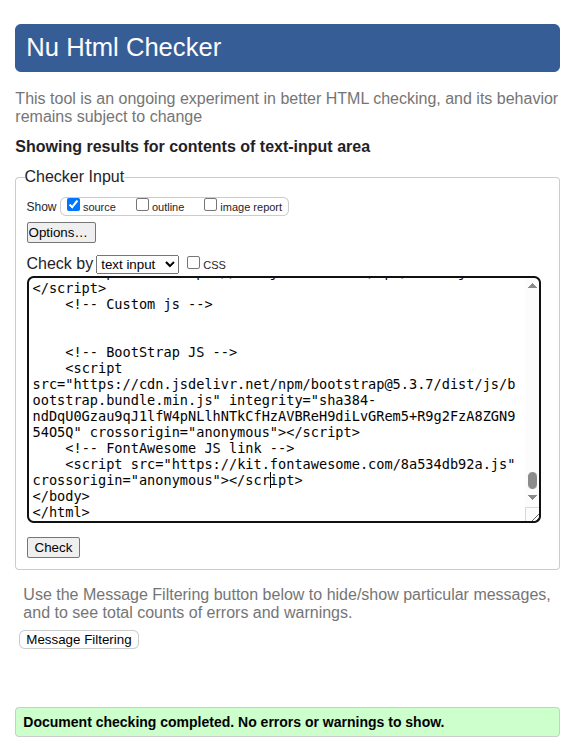 Nu Html Checker
This tool is an ongoing experiment in better HTML checking, and its behavior
remains subject to change
Showing results for contents of text-input area
Checker Input
Show source outline image report
Options…
Check by text input CSS
</script>
<!-- Custom js -->
<!-- BootStrap JS -->
<script
src="https://cdn.jsdelivr.net/npm/bootstrap@5.3.7/dist/js/b
ootstrap.bundle.min.js" integrity="sha384-
ndDqU0Gzau9qJ1lfW4pNLlhNTkCfHzAVBReH9diLvGRem5+R9g2FzA8ZGN9
54O5Q" crossorigin="anonymous"></script>
<!-- FontAwesome JS link -->
<script src="https://kit.fontawesome.com/8a534db92a.js"
crossorigin="anonymous"></script>
</body>
</html>
Check
Use the Message Filtering button below to hide/show particular messages,
and to see total counts of errors and warnings.
Message Filtering
Document checking completed. No errors or warnings to show.